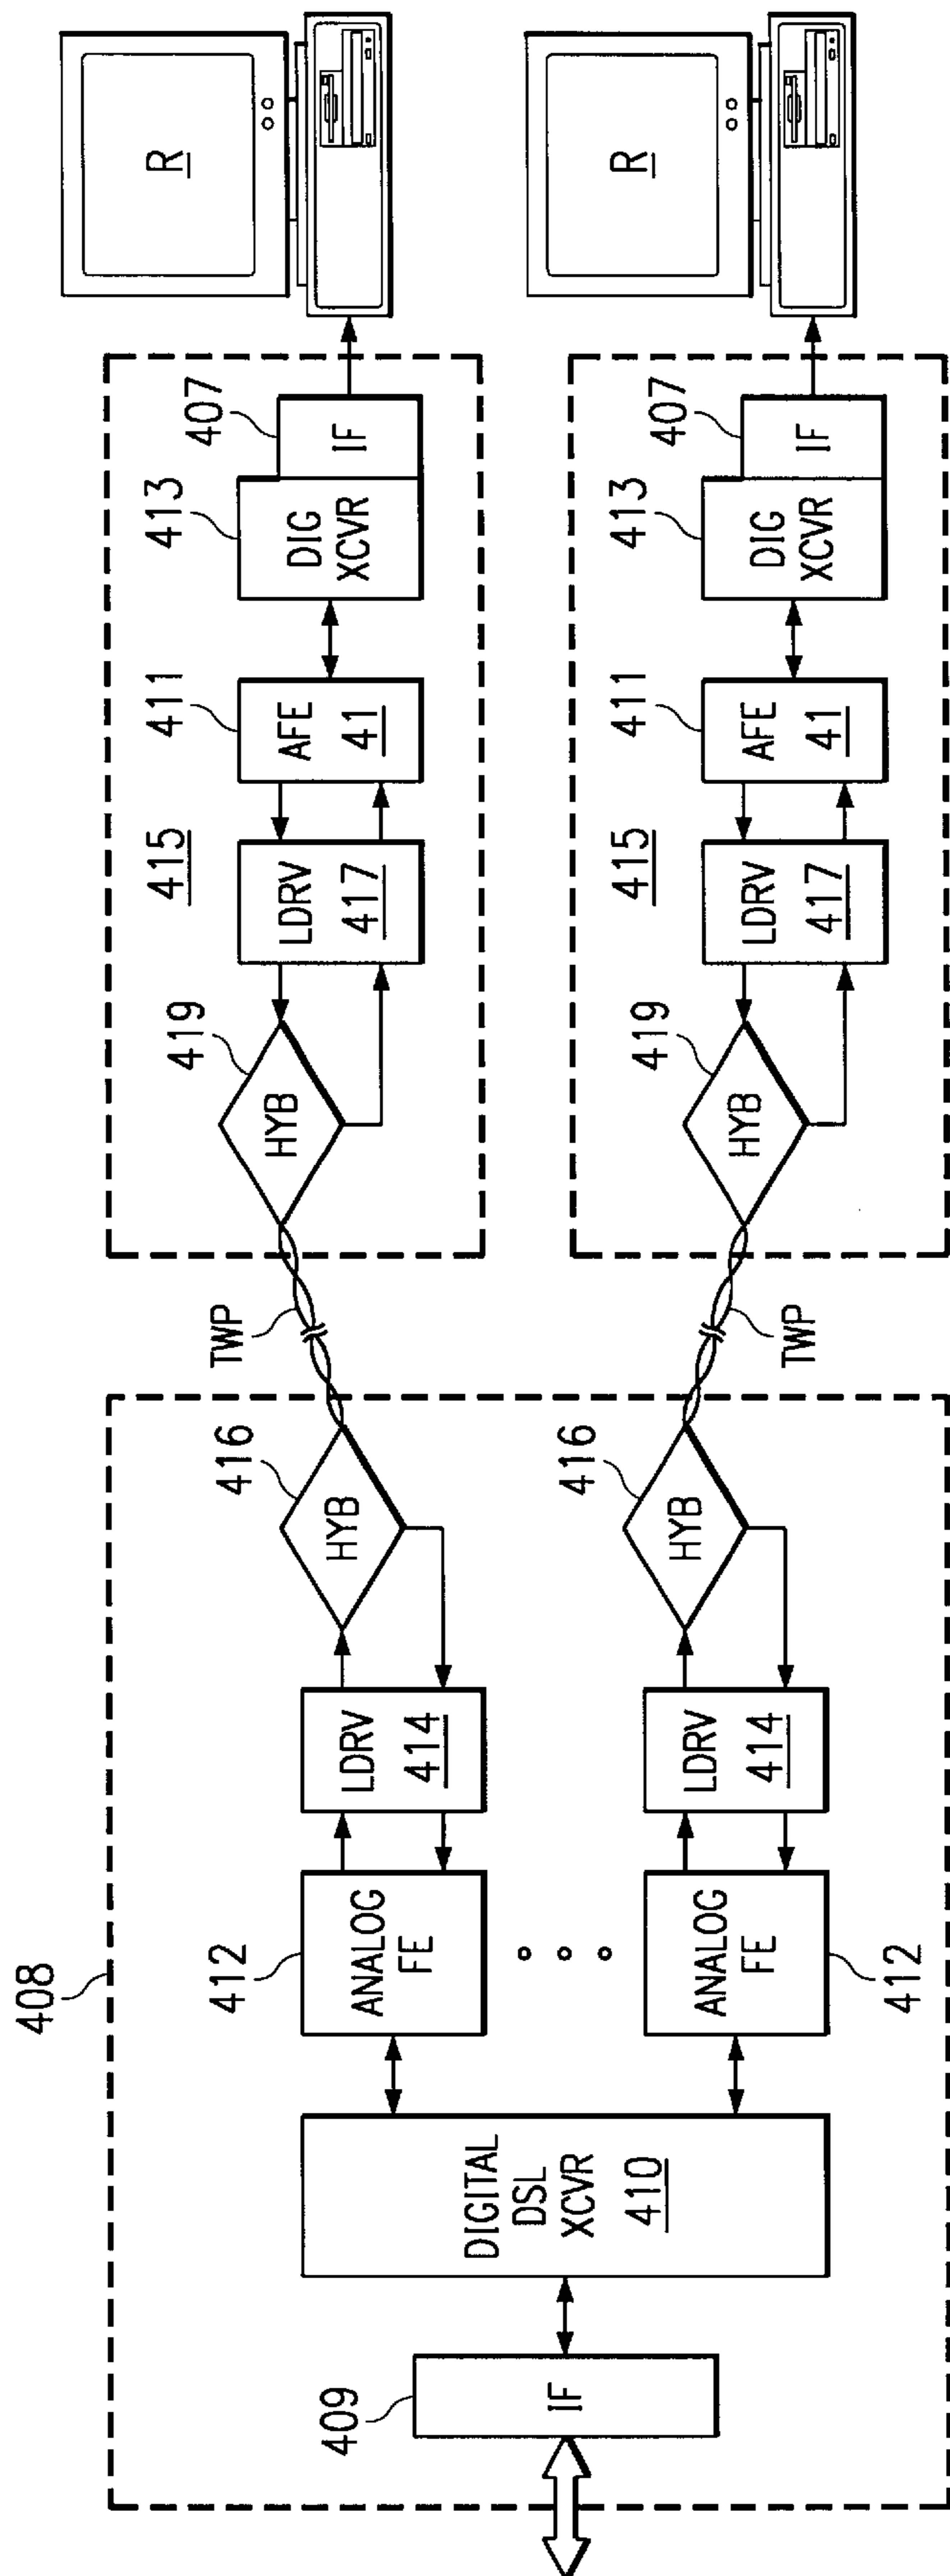 408
409
IF
DIGITAL
DSL
XCVR
410
412
ANALOG
FE
LDRV
414
416
HYB
TWP
419
HYB
415
LDRV
417
411
AFE
41
413
DIG
XCVR
407
IF
R
ANALOG
FE
412
LDRV
414
416
HYB
TWP
419
HYB
415
LDRV
417
411
AFE
41
413
DIG
XCVR
407
IF
R